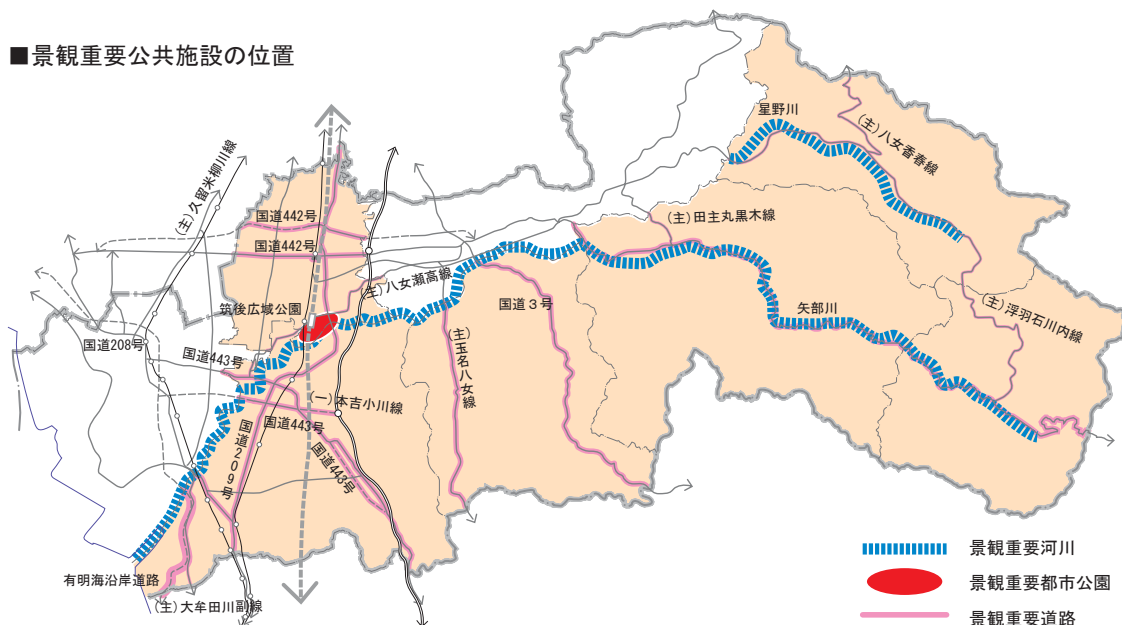 ■景観重要公共施設の位置
星野川
(主)八女香春線
(主)久留米柳川線
国道442号
(主)田主丸黒木線
国道442号
(主)八女瀬高線
国道3号
筑後広域公園
矢部川
(主)浮羽石川内線
国道208号
国道443号
(主)玉名八女線
(一)本吉小川線
国道443号
国道209号
国道443号
景観重要河川
有明海沿岸道路
景観重要都市公園
(主)大牟田川副線
景観重要道路